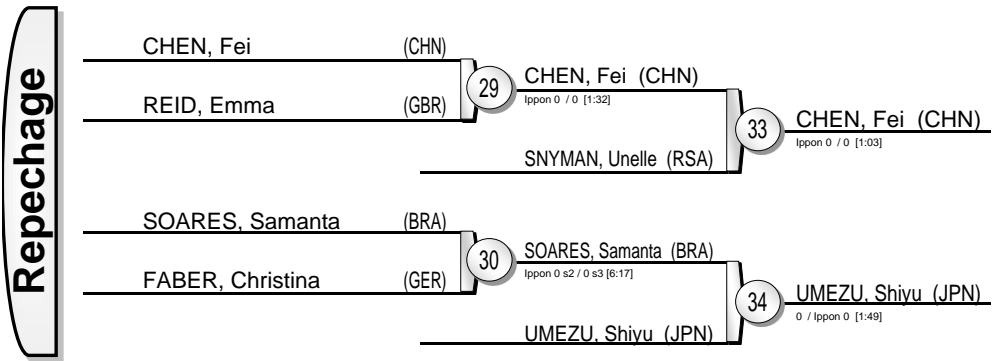 Repechage
CHEN, Fei (CHN)
REID, Emma (GBR)
29
CHEN, Fei (CHN)
Ippon 0 / 0 [1:32]
SNYMAN, Unelle (RSA)
33
CHEN, Fei (CHN)
Ippon 0 / 0 [1:03]
SOARES, Samanta (BRA)
FABER, Christina (GER)
30
SOARES, Samanta (BRA)
Ippon 0 s2 / 0 s3 [6:17]
UMEZU, Shiyu (JPN)
34
UMEZU, Shiyu (JPN)
0 / Ippon 0 [1:49]